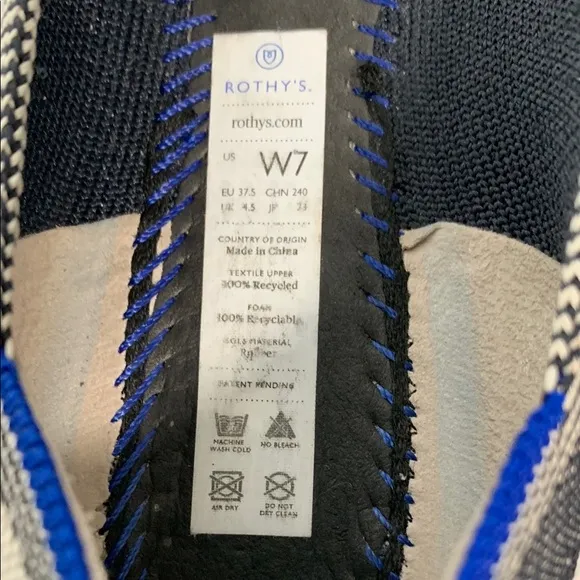 ROTHY'S.
rothys.com
US W7
EU 37.5 CHN 240
UK 4.5 JP 23
COUNTRY OF ORIGIN
Made in China
TEXTILE UPPER
100% Recycled
FOAM
100% Recyclable
SOLE MATERIAL
Rubber
PATENT PENDING
MACHINE WASH COLD
NO BLEACH
AIR DRY
DO NOT DRY CLEAN